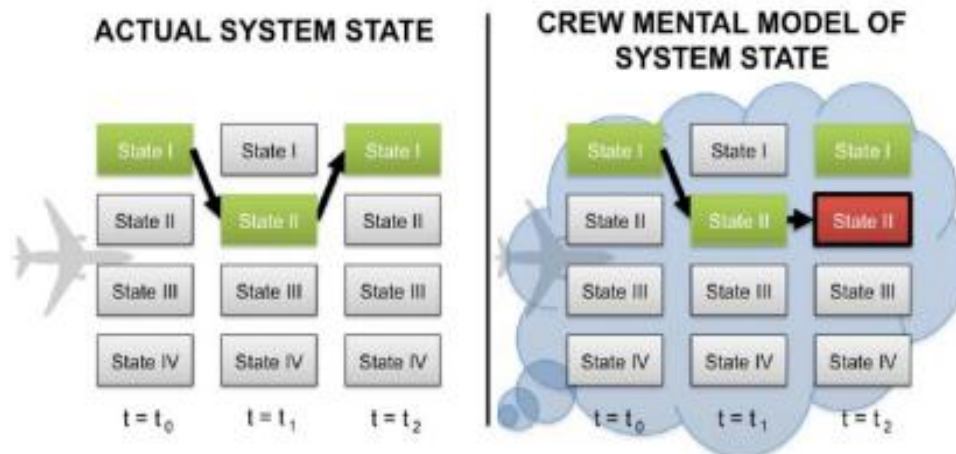 ACTUAL SYSTEM STATE
State I State I State I
State II State II State II
State III State III State III
State IV State IV State IV
t = t0 t = t1 t = t2
CREW MENTAL MODEL OF
SYSTEM STATE
State I State I State I
State II State II State II
State III State III State III
State IV State IV State IV
t = t0 t = t1 t = t2